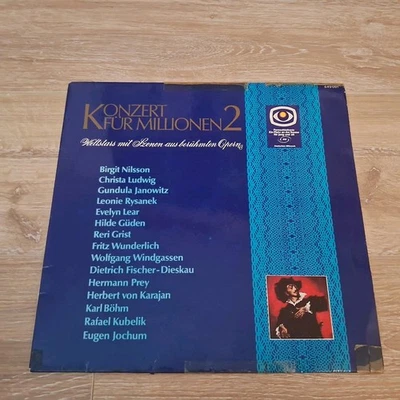 KONZERT
FÜR MILLIONEN 2
Weltstars mit Szenen aus berühmten Opern
Birgit Nilsson
Christa Ludwig
Gundula Janowitz
Leonie Rysanek
Evelyn Lear
Hilde Güden
Reri Grist
Fritz Wunderlich
Wolfgang Windgassen
Dietrich Fischer-Dieskau
Hermann Prey
Herbert von Karajan
Karl Böhm
Rafael Kubelik
Eugen Jochum